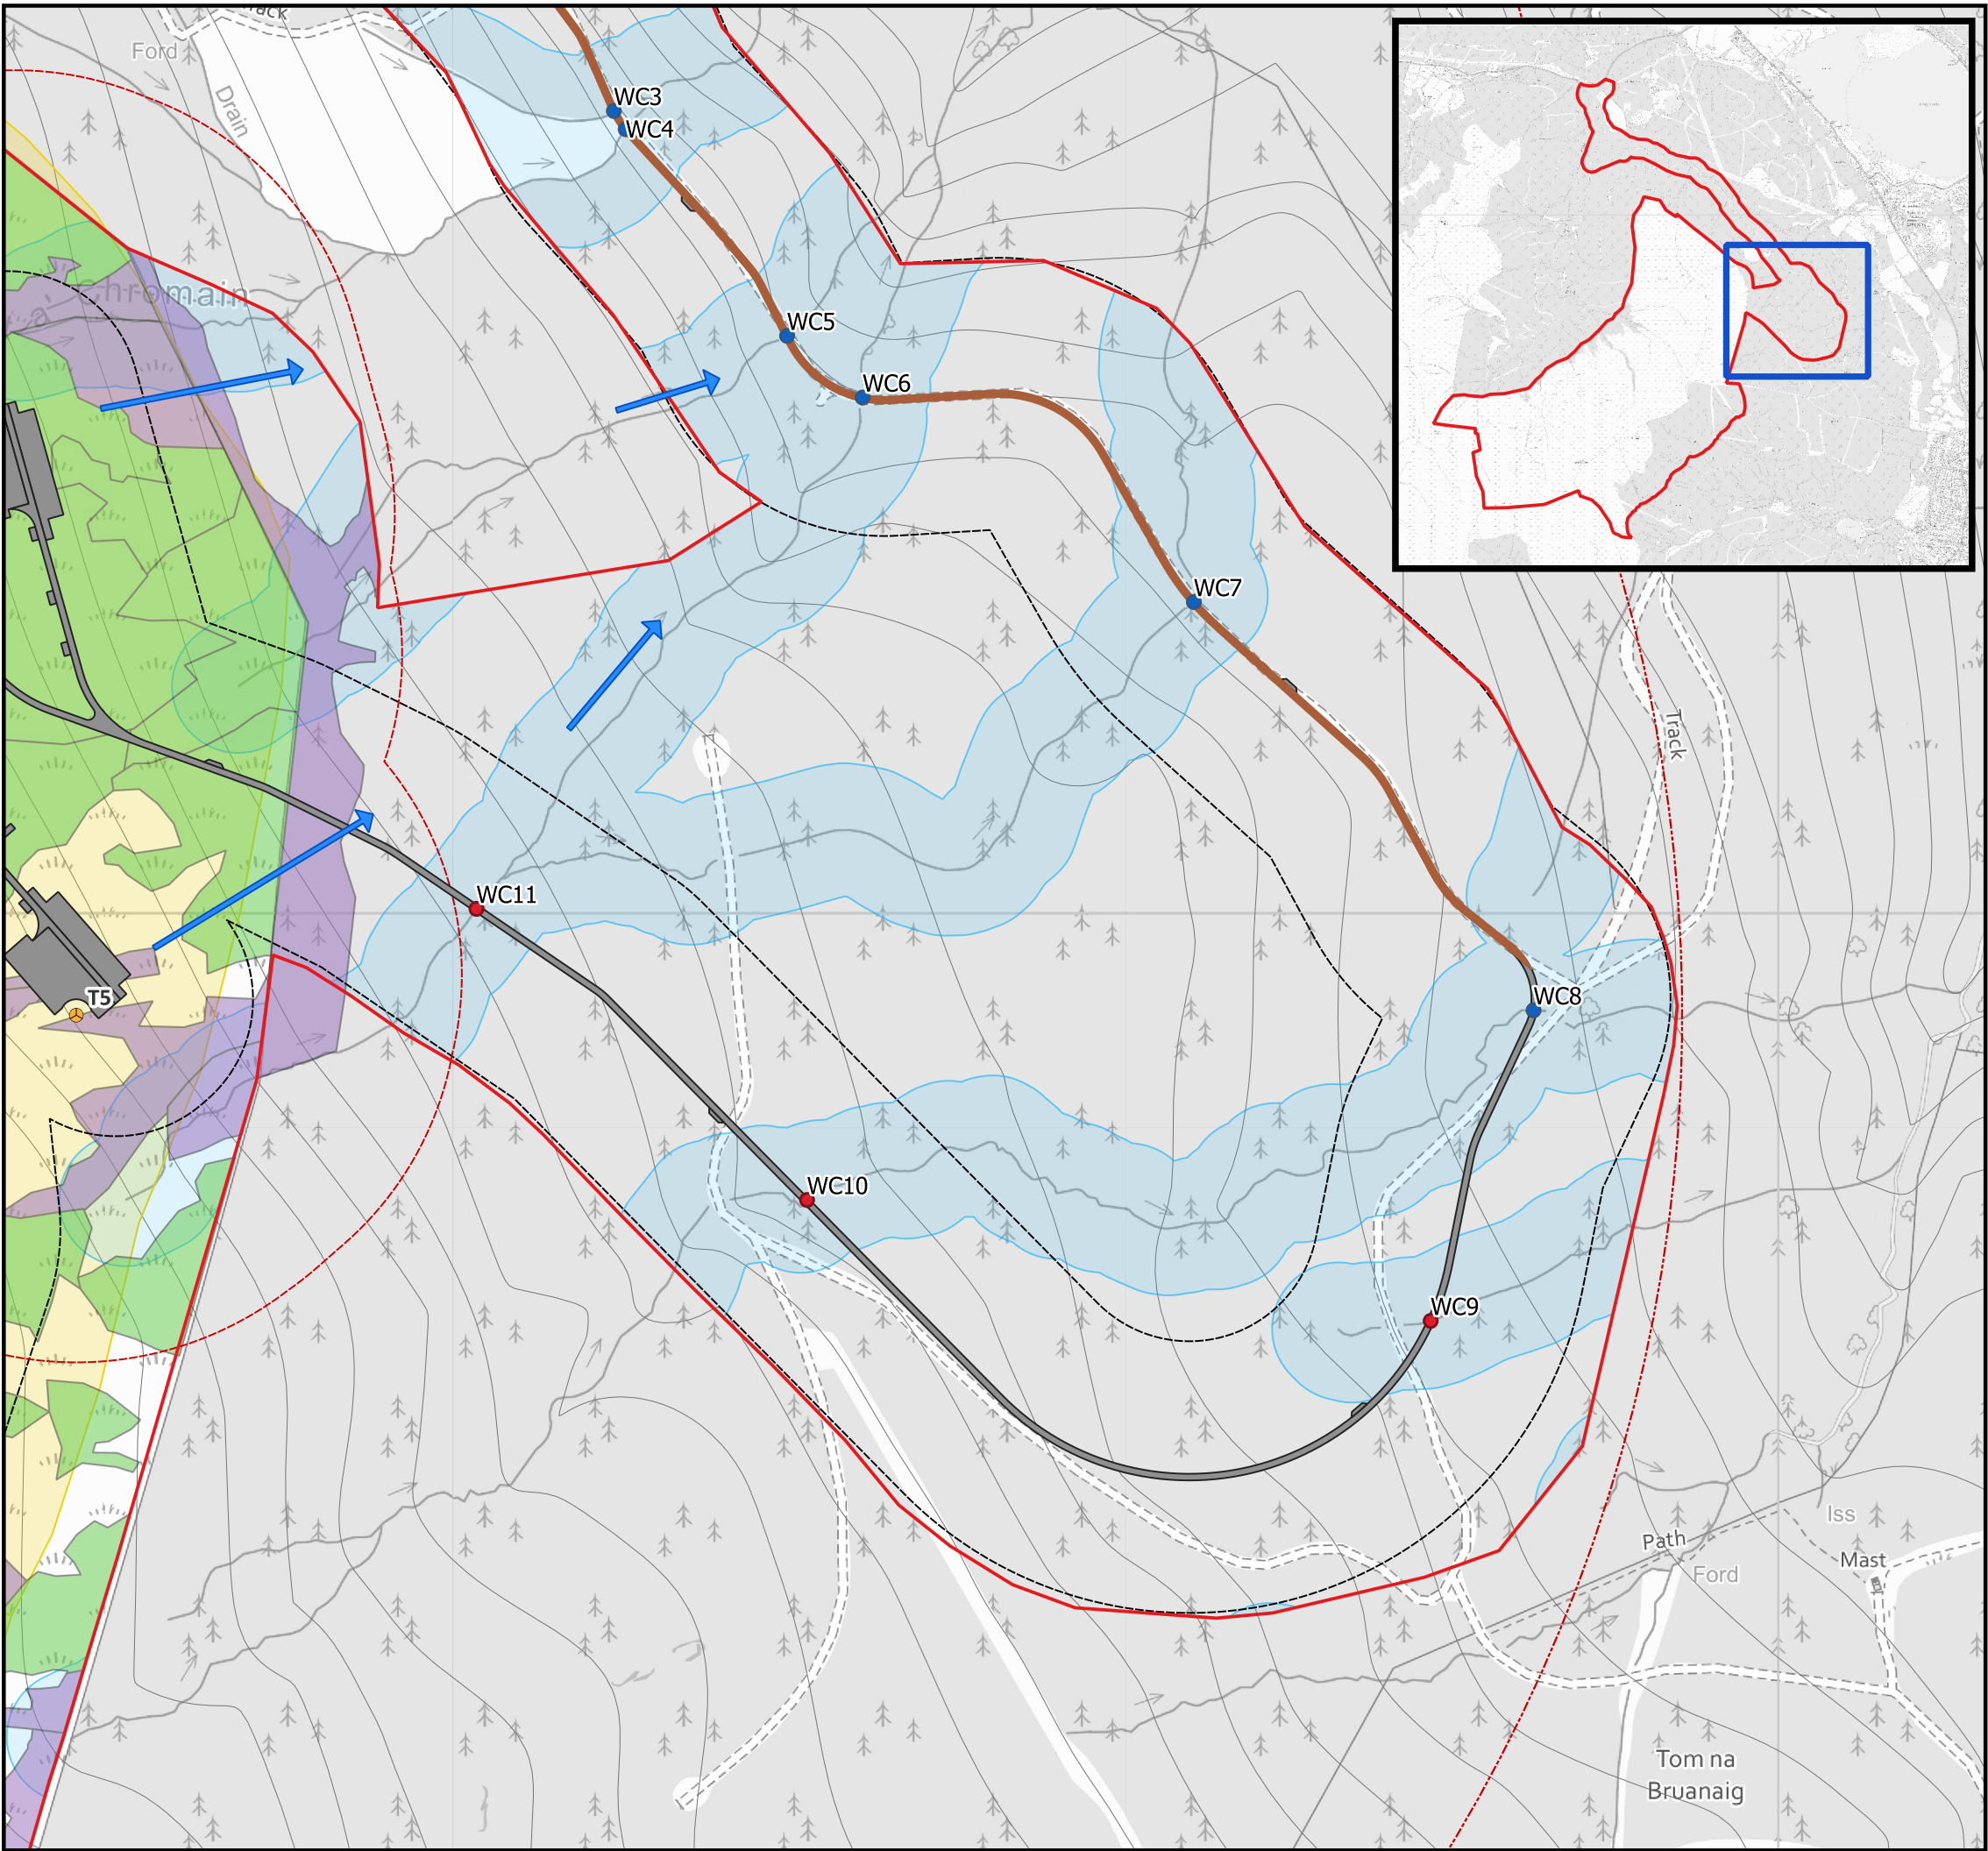 Ford
Drain
WC3
WC4
WC5
WC6
WC7
Track
WC11
T5
WC8
WC10
WC9
Iss
Path
Mast
Ford
Tom na
Bruanaig